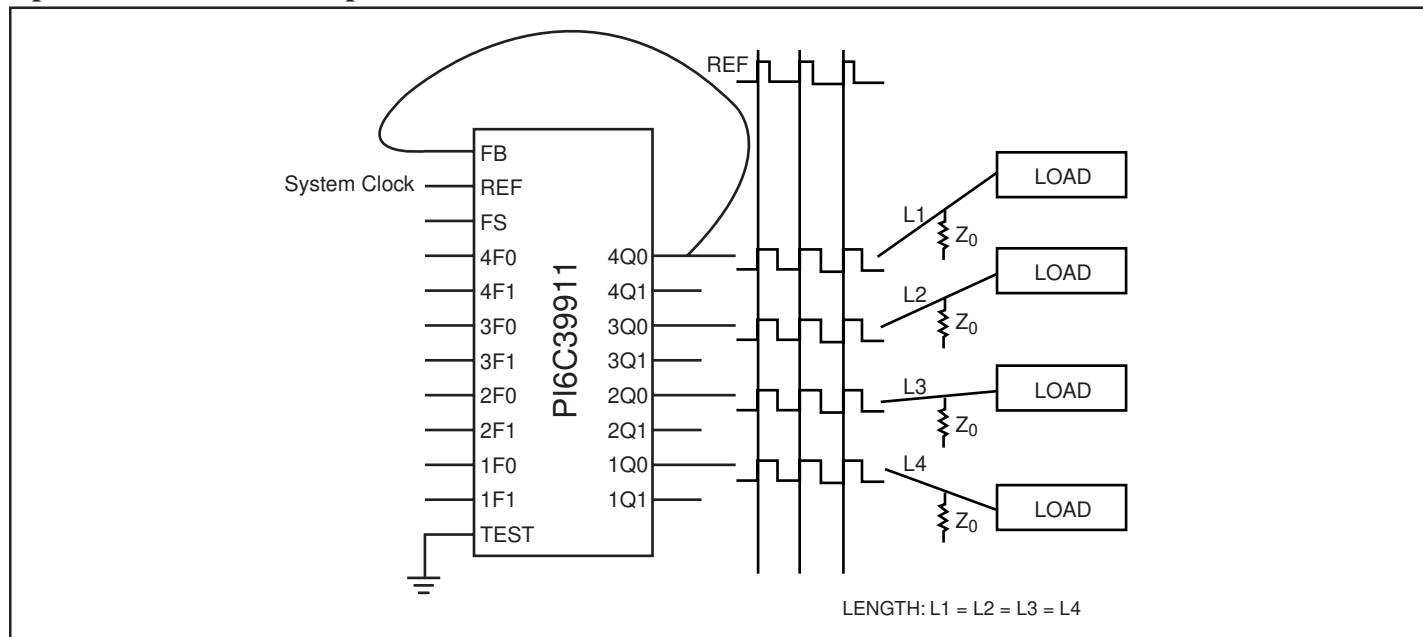 REF
FB
System Clock
REF
FS
4F0
4F1
3F0
3F1
2F0
2F1
1F0
1F1
TEST
PI6C39911
4Q0
4Q1
3Q0
3Q1
2Q0
2Q1
1Q0
1Q1
L1
Z0
LOAD
L2
Z0
LOAD
L3
Z0
LOAD
L4
Z0
LOAD
LENGTH: L1 = L2 = L3 = L4